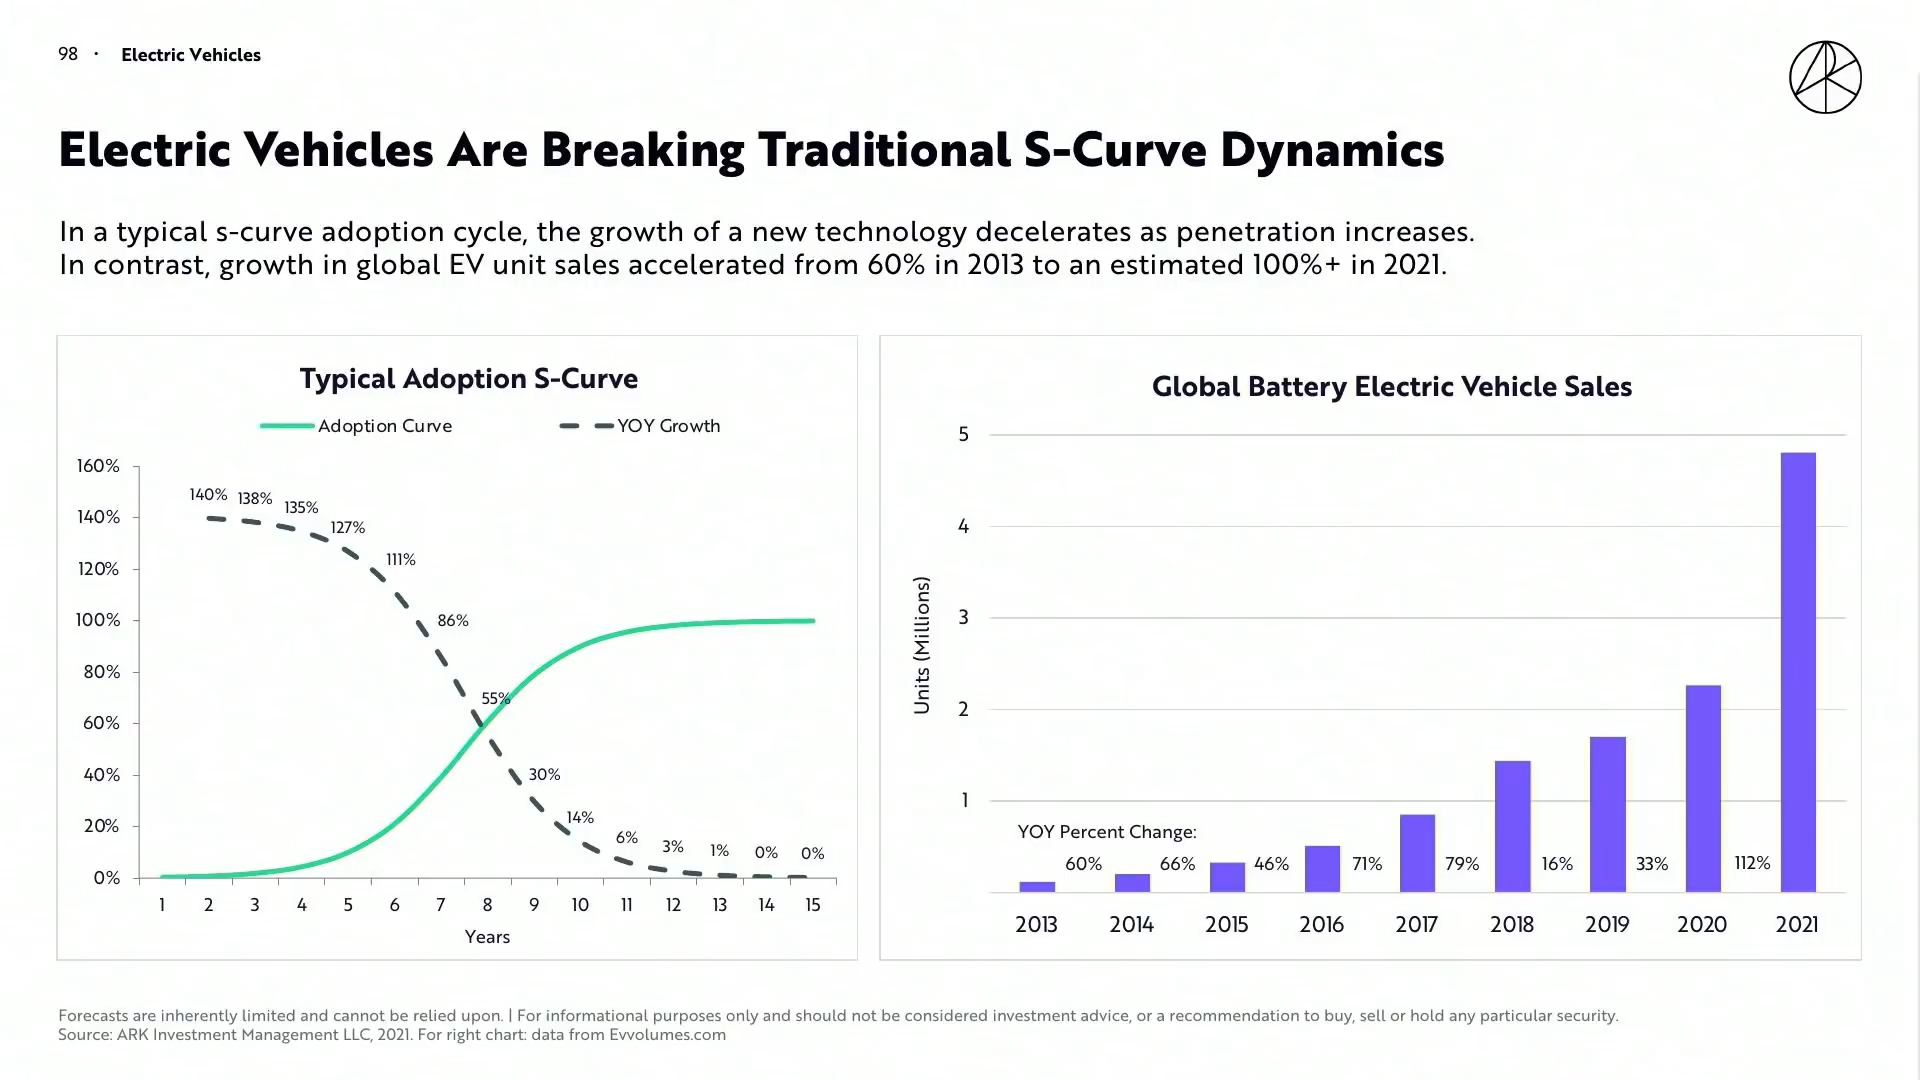 98 · Electric Vehicles
Electric Vehicles Are Breaking Traditional S-Curve Dynamics
In a typical s-curve adoption cycle, the growth of a new technology decelerates as penetration increases.
In contrast, growth in global EV unit sales accelerated from 60% in 2013 to an estimated 100%+ in 2021.
Typical Adoption S-Curve
Adoption Curve YOY Growth
160%
140%
120%
100%
80%
60%
40%
20%
0%
140% 138% 135% 127% 111% 86% 55% 30% 14% 6% 3% 1% 0% 0%
1 2 3 4 5 6 7 8 9 10 11 12 13 14 15
Years
Global Battery Electric Vehicle Sales
5
4
3
2
1
Units (Millions)
YOY Percent Change:
60% 66% 46% 71% 79% 16% 33% 112%
2013 2014 2015 2016 2017 2018 2019 2020 2021
Forecasts are inherently limited and cannot be relied upon. | For informational purposes only and should not be considered investment advice, or a recommendation to buy, sell or hold any particular security.
Source: ARK Investment Management LLC, 2021. For right chart: data from Evvolumes.com